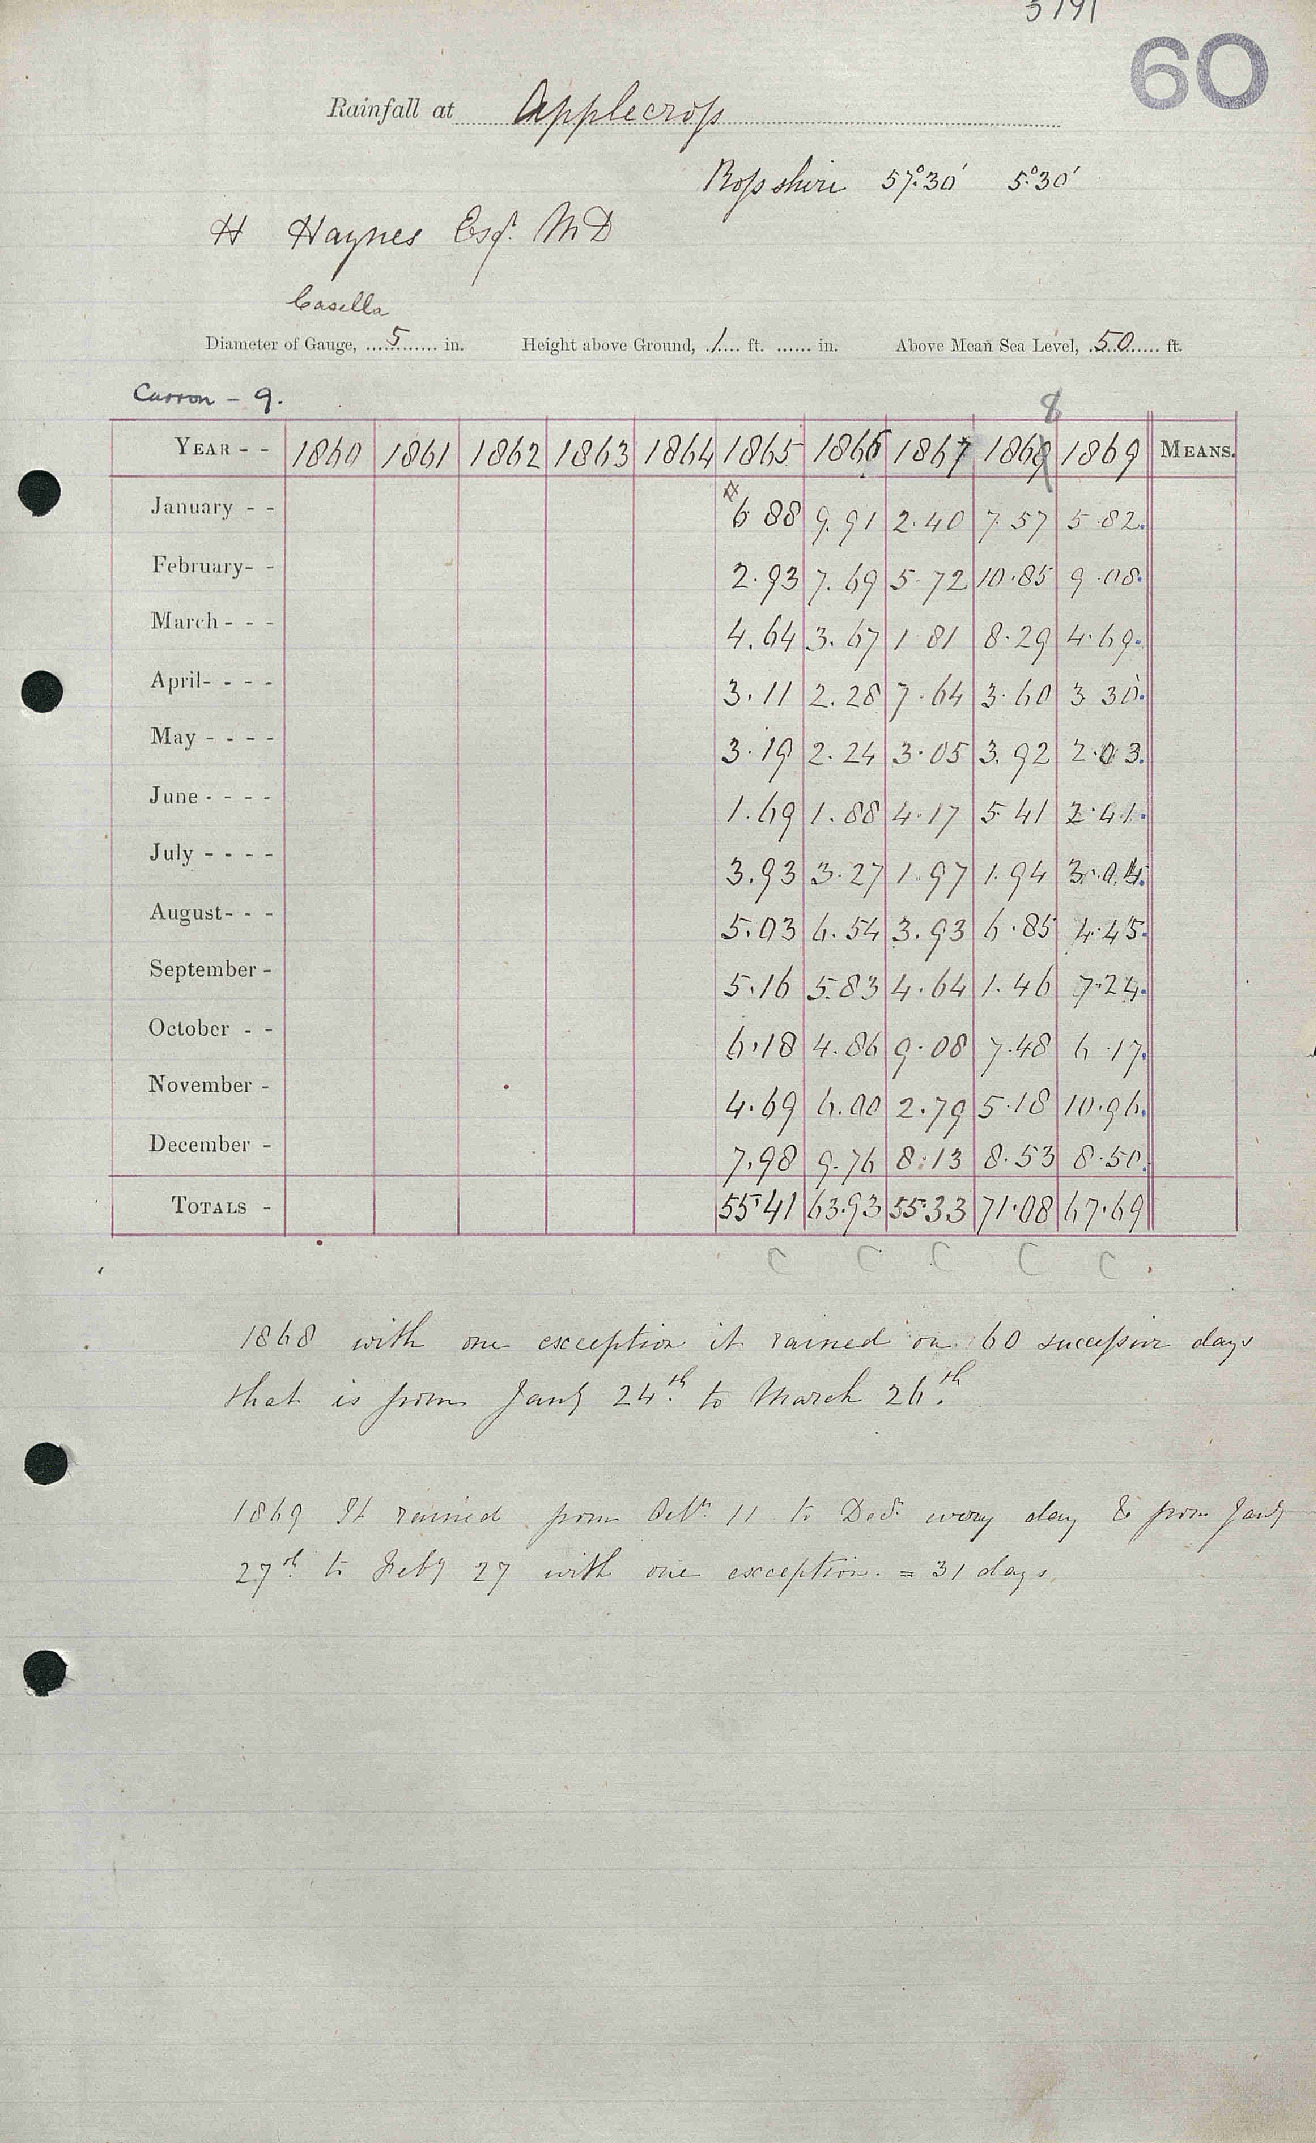 3191
60
Rainfall at Applecross
Ross shire 57°30' 5°30'
H Haynes Esqr. MD
Casella
Diameter of Gauge, 5 in. Height above Ground, 1 ft. in. Above Mean Sea Level, 50 ft.
Carron - 9.
8
YEAR - - 1860 1861 1862 1863 1864 1865 1866 1867 1869 1869 MEANS.
January - - 6.88 9.91 2.40 7.57 5.82
February- - 2.93 7.69 5.72 10.85 9.08
March - - - 4.64 3.67 1.81 8.29 4.69
April- - - - 3.11 2.28 7.64 3.60 3.30
May - - - - 3.19 2.24 3.05 3.92 2.03
June - - - - 1.69 1.88 4.17 5.41 2.41
July - - - - 3.93 3.27 1.97 1.94 3.04
August- - - 5.03 6.54 3.93 6.85 4.45
September - 5.16 5.83 4.64 1.46 7.24
October - - 6.18 4.86 9.08 7.48 6.17
November - 4.69 6.00 2.79 5.18 10.96
December - 7.98 9.76 8.13 8.53 8.50
TOTALS - 55.41 63.93 55.33 71.08 67.69
C C C C C
1868 with one exception it rained on 60 successive days
that is from Jany 24th. to March 26th.
1869 It rained from Octr. 11 to Decr. every day & from Jany
27th. to Feby 27 with one exception. = 31 days.